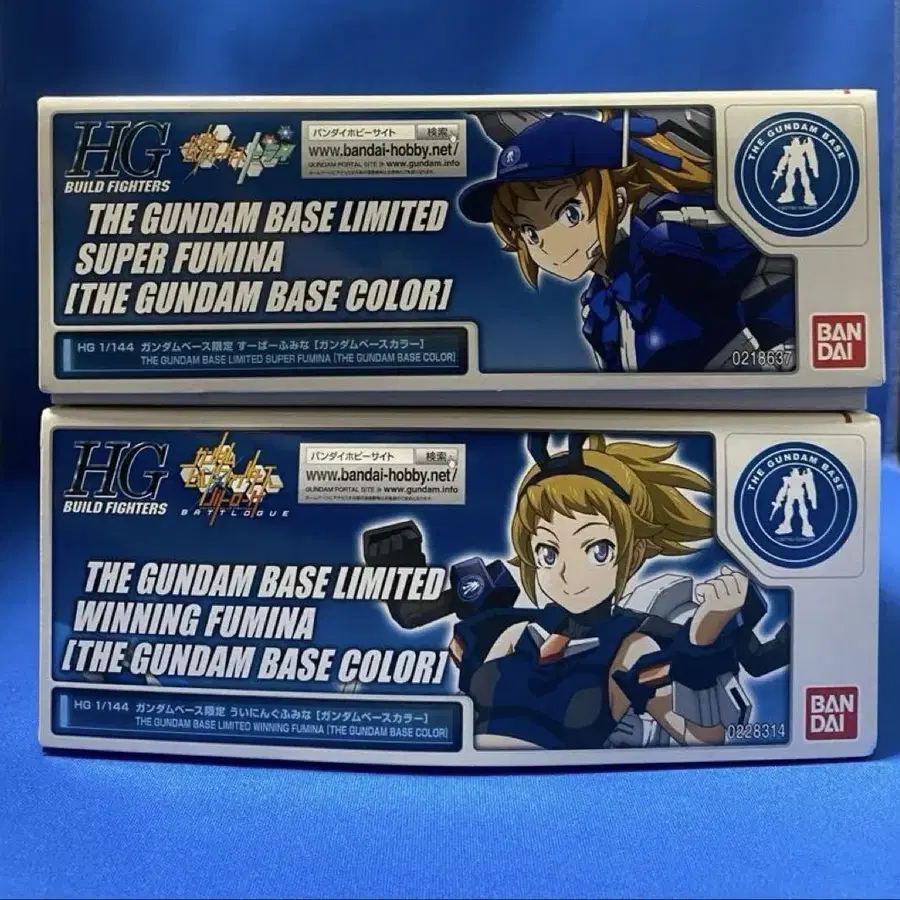 HG
BUILD FIGHTERS
バンダイホビーサイト 検索
www.bandai-hobby.net/
GUNDAM PORTAL SITE ≫ www.gundam.info
THE GUNDAM BASE
THE GUNDAM BASE LIMITED
SUPER FUMINA
[THE GUNDAM BASE COLOR]
HG 1/144 ガンダムベース限定 すーぱーふみな [ガンダムベースカラー]
THE GUNDAM BASE LIMITED SUPER FUMINA [THE GUNDAM BASE COLOR]
0218637
BAN
DAI
HG
BUILD FIGHTERS
BATTLOGUE
バンダイホビーサイト 検索
www.bandai-hobby.net/
GUNDAM PORTAL SITE ≫ www.gundam.info
THE GUNDAM BASE
THE GUNDAM BASE LIMITED
WINNING FUMINA
[THE GUNDAM BASE COLOR]
HG 1/144 ガンダムベース限定 ういにんぐふみな [ガンダムベースカラー]
THE GUNDAM BASE LIMITED WINNING FUMINA [THE GUNDAM BASE COLOR]
0228314
BAN
DAI